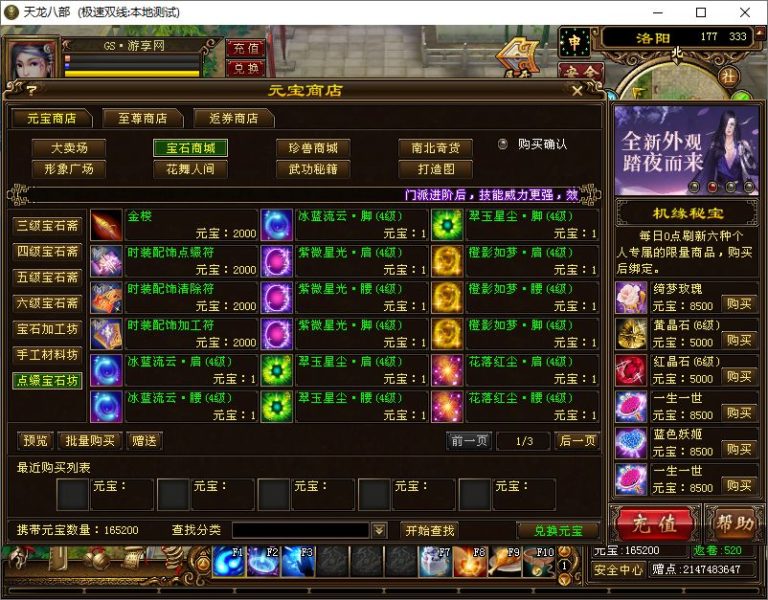 天龙八部 (极速双线:本地测试)
GS·游享网
充值
兑换
申
洛阳 177 333
北
安全
社
? 元宝商店
元宝商店 至尊商店 返券商店
大卖场 宝石商城 珍兽商城 南北奇货 购买确认
形象广场 花舞人间 武功秘籍 打造图
门派进阶后，技能威力更强，效
三级宝石斋
四级宝石斋
五级宝石斋
六级宝石斋
宝石加工坊
手工材料坊
点缀宝石坊
金梭
元宝：2000
冰蓝流云·脚(4级)
元宝：1
翠玉星尘·脚(4级)
元宝：1
时装配饰点缀符
元宝：2000
紫微星光·肩(4级)
元宝：1
橙影如梦·肩(4级)
元宝：1
时装配饰清除符
元宝：2000
紫微星光·腰(4级)
元宝：1
橙影如梦·腰(4级)
元宝：1
时装配饰加工符
元宝：2000
紫微星光·脚(4级)
元宝：1
橙影如梦·脚(4级)
元宝：1
冰蓝流云·肩(4级)
元宝：1
翠玉星尘·肩(4级)
元宝：1
花落红尘·肩(4级)
元宝：1
冰蓝流云·腰(4级)
元宝：1
翠玉星尘·腰(4级)
元宝：1
花落红尘·腰(4级)
元宝：1
预览 批量购买 赠送 前一页 1/3 后一页
最近购买列表
元宝： 元宝： 元宝： 元宝： 元宝：
携带元宝数量：165200 查找分类 开始查找 兑换元宝
全新外观
踏夜而来
机缘秘宝
每日0点刷新六种个
人专属的限量商品，购买
后绑定。
绮梦玫瑰
元宝：8500 购买
黄晶石(6级)
元宝：5000 购买
红晶石(6级)
元宝：5000 购买
一生一世
元宝：8500 购买
蓝色妖姬
元宝：8500 购买
一生一世
元宝：8500 购买
充值 帮助
元宝:165200 返卷:520
安全中心 赠点:2147483647
F1 F2 F3 F7 F8 F9 F10
1